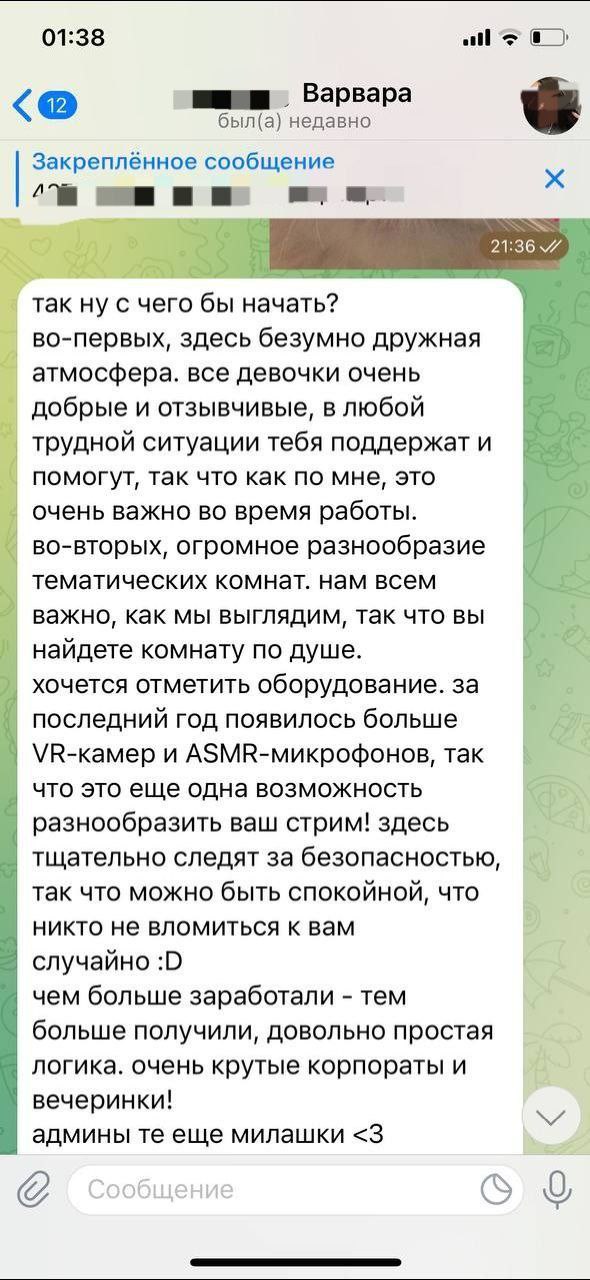 01:38
12
Варвара
был(а) недавно
Закреплённое сообщение
21:36
так ну с чего бы начать?
во-первых, здесь безумно дружная
атмосфера. все девочки очень
добрые и отзывчивые, в любой
трудной ситуации тебя поддержат и
помогут, так что как по мне, это
очень важно во время работы.
во-вторых, огромное разнообразие
тематических комнат. нам всем
важно, как мы выглядим, так что вы
найдете комнату по душе.
хочется отметить оборудование. за
последний год появилось больше
VR-камер и ASMR-микрофонов, так
что это еще одна возможность
разнообразить ваш стрим! здесь
тщательно следят за безопасностью,
так что можно быть спокойной, что
никто не вломиться к вам
случайно :D
чем больше заработали - тем
больше получили, довольно простая
логика. очень крутые корпораты и
вечеринки!
админы те еще милашки <3
Сообщение